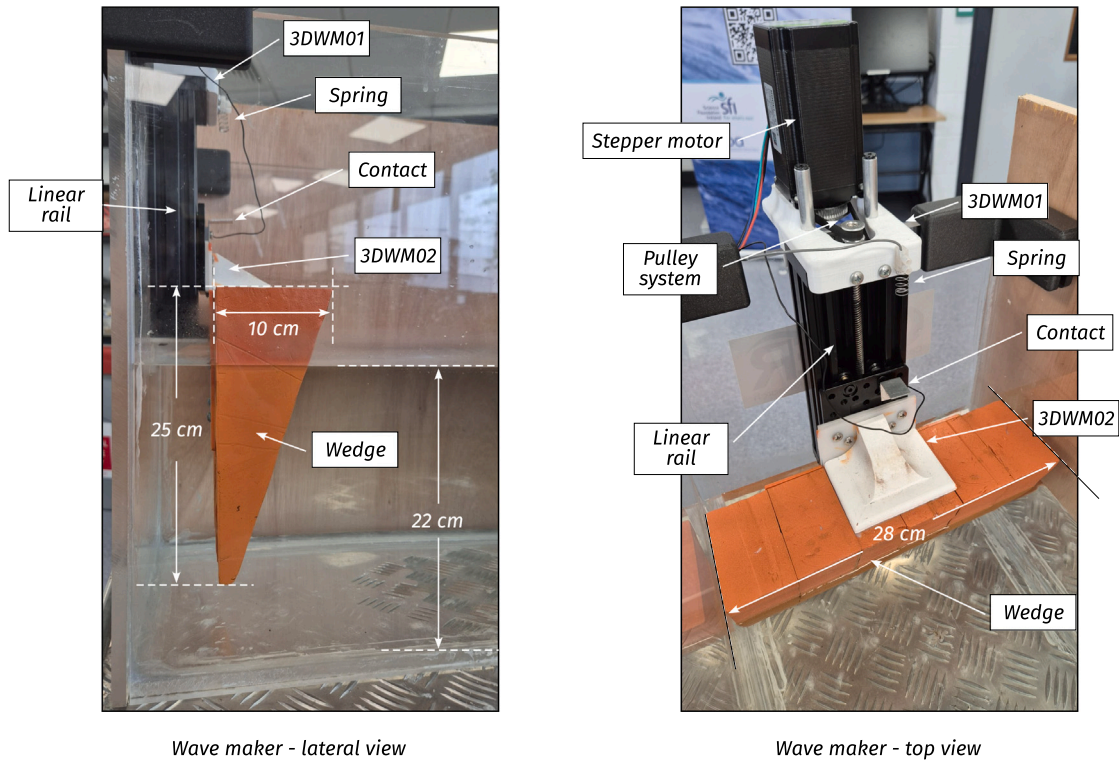 3DWM01
Spring
Contact
Linear
rail
3DWM02
10 cm
25 cm
Wedge
22 cm
Wave maker - lateral view
sfi
Stepper motor
3DWM01
Pulley
system
Spring
Contact
3DWM02
Linear
rail
28 cm
Wedge
Wave maker - top view